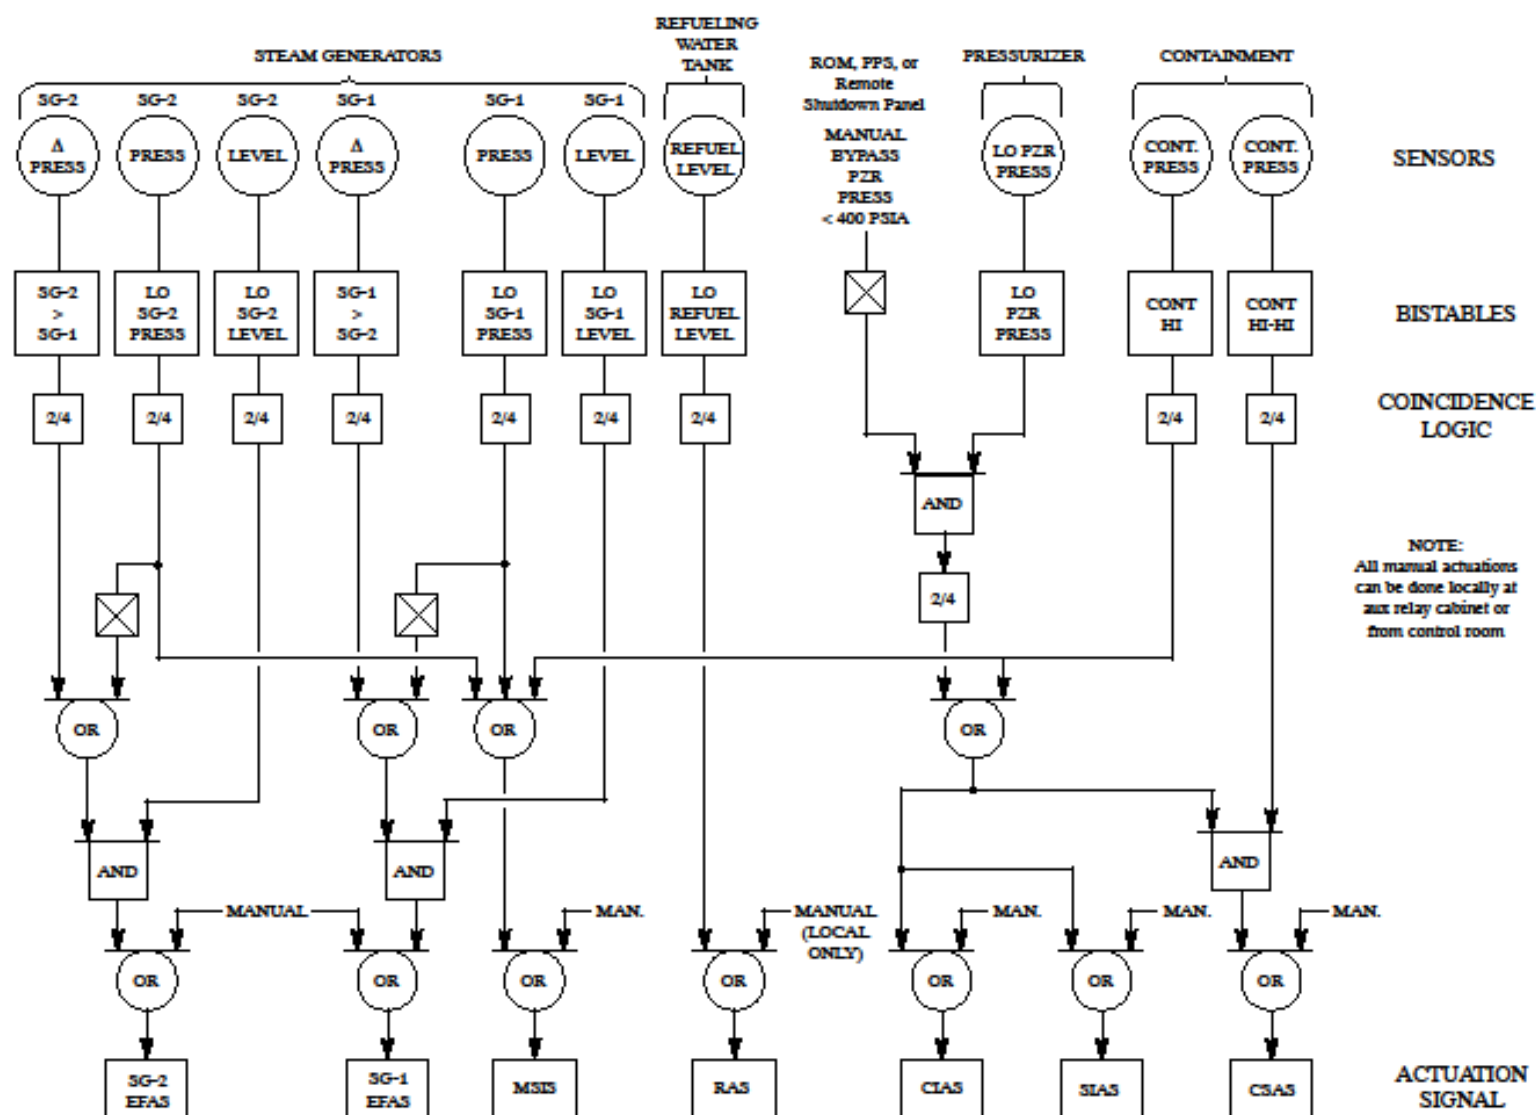 REFUELING
WATER
TANK
STEAM GENERATORS
ROM, PPS, or
Remote
Shutdown Panel
PRESSURIZER
CONTAINMENT
SG-2
SG-2
SG-2
SG-1
SG-1
SG-1
Δ
PRESS
PRESS
LEVEL
Δ
PRESS
PRESS
LEVEL
REFUEL
LEVEL
MANUAL
BYPASS
PZR
PRESS
< 400 PSIA
LO PZR
PRESS
CONT.
PRESS
CONT.
PRESS
SENSORS
SG-2
>
SG-1
LO
SG-2
PRESS
LO
SG-2
LEVEL
SG-1
>
SG-2
LO
SG-1
PRESS
LO
SG-1
LEVEL
LO
REFUEL
LEVEL
LO
PZR
PRESS
CONT
HI
CONT
HI-HI
BISTABLES
2/4
2/4
2/4
2/4
2/4
2/4
2/4
2/4
2/4
COINCIDENCE
LOGIC
AND
2/4
NOTE:
All manual actuations
can be done locally at
aux relay cabinet or
from control room
OR
OR
OR
OR
AND
AND
AND
MANUAL
MAN.
MANUAL
(LOCAL
ONLY)
MAN.
MAN.
MAN.
OR
OR
OR
OR
OR
OR
OR
SG-2
EFAS
SG-1
EFAS
MSIS
RAS
CIAS
SIAS
CSAS
ACTUATION
SIGNAL